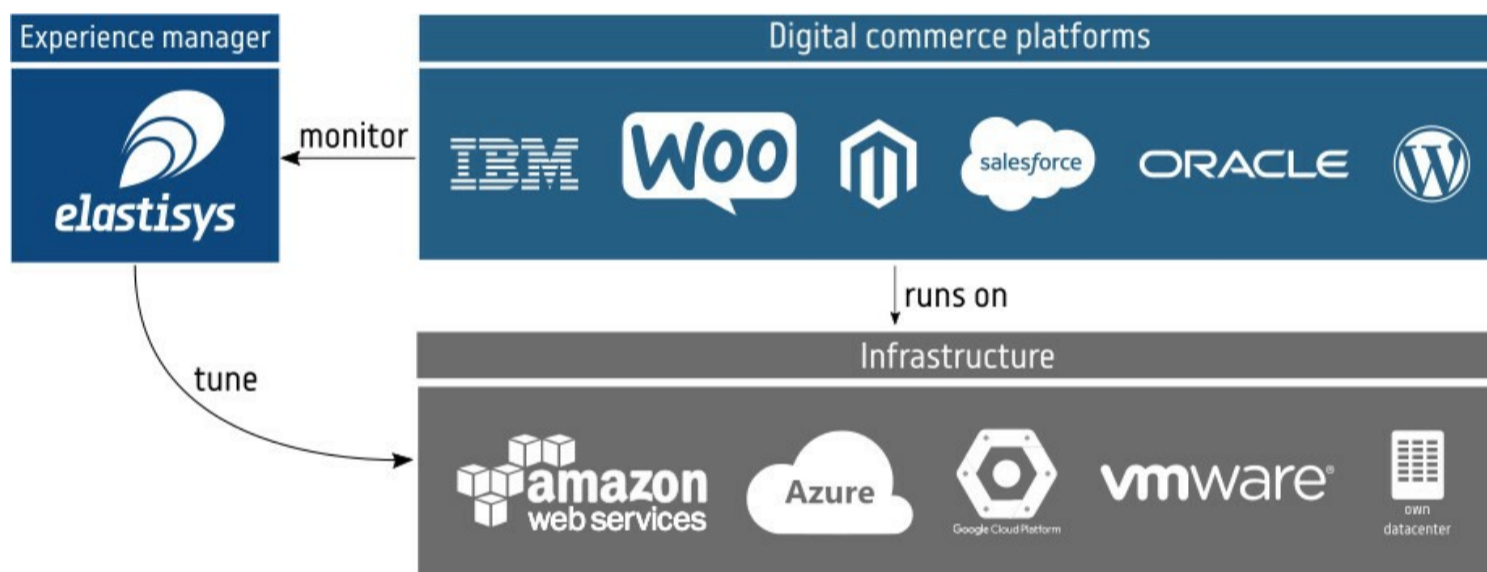 Experience manager
elastisys
monitor
Digital commerce platforms
IBM
WOO
salesforce
ORACLE
W
runs on
tune
Infrastructure
amazon
web services
Azure
Google Cloud Platform
vmware®
own
datacenter